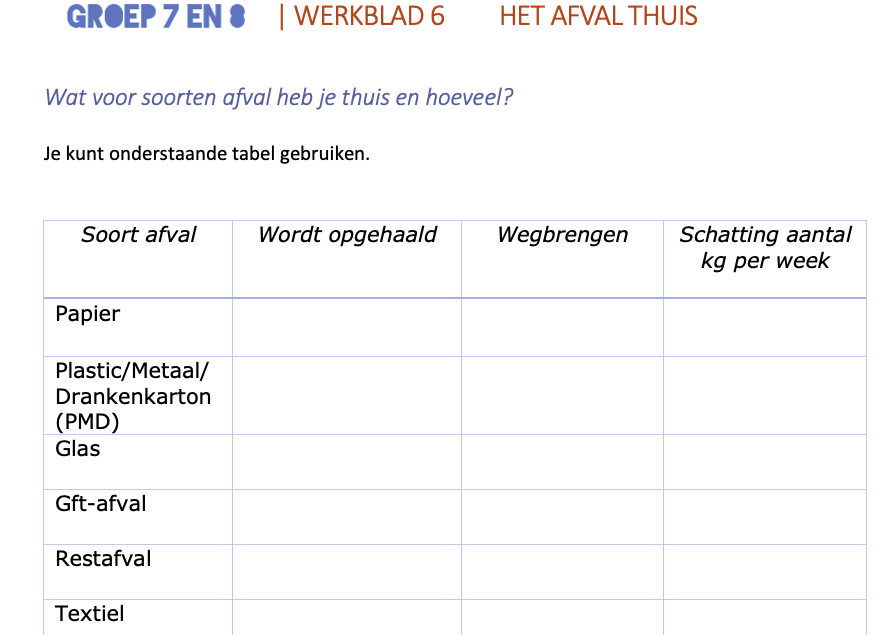 GROEP 7 EN 8 | WERKBLAD 6 HET AFVAL THUIS
Wat voor soorten afval heb je thuis en hoeveel?
Je kunt onderstaande tabel gebruiken.
Soort afval Wordt opgehaald Wegbrengen Schatting aantal
kg per week
Papier
Plastic/Metaal/
Drankenkarton
(PMD)
Glas
Gft-afval
Restafval
Textiel